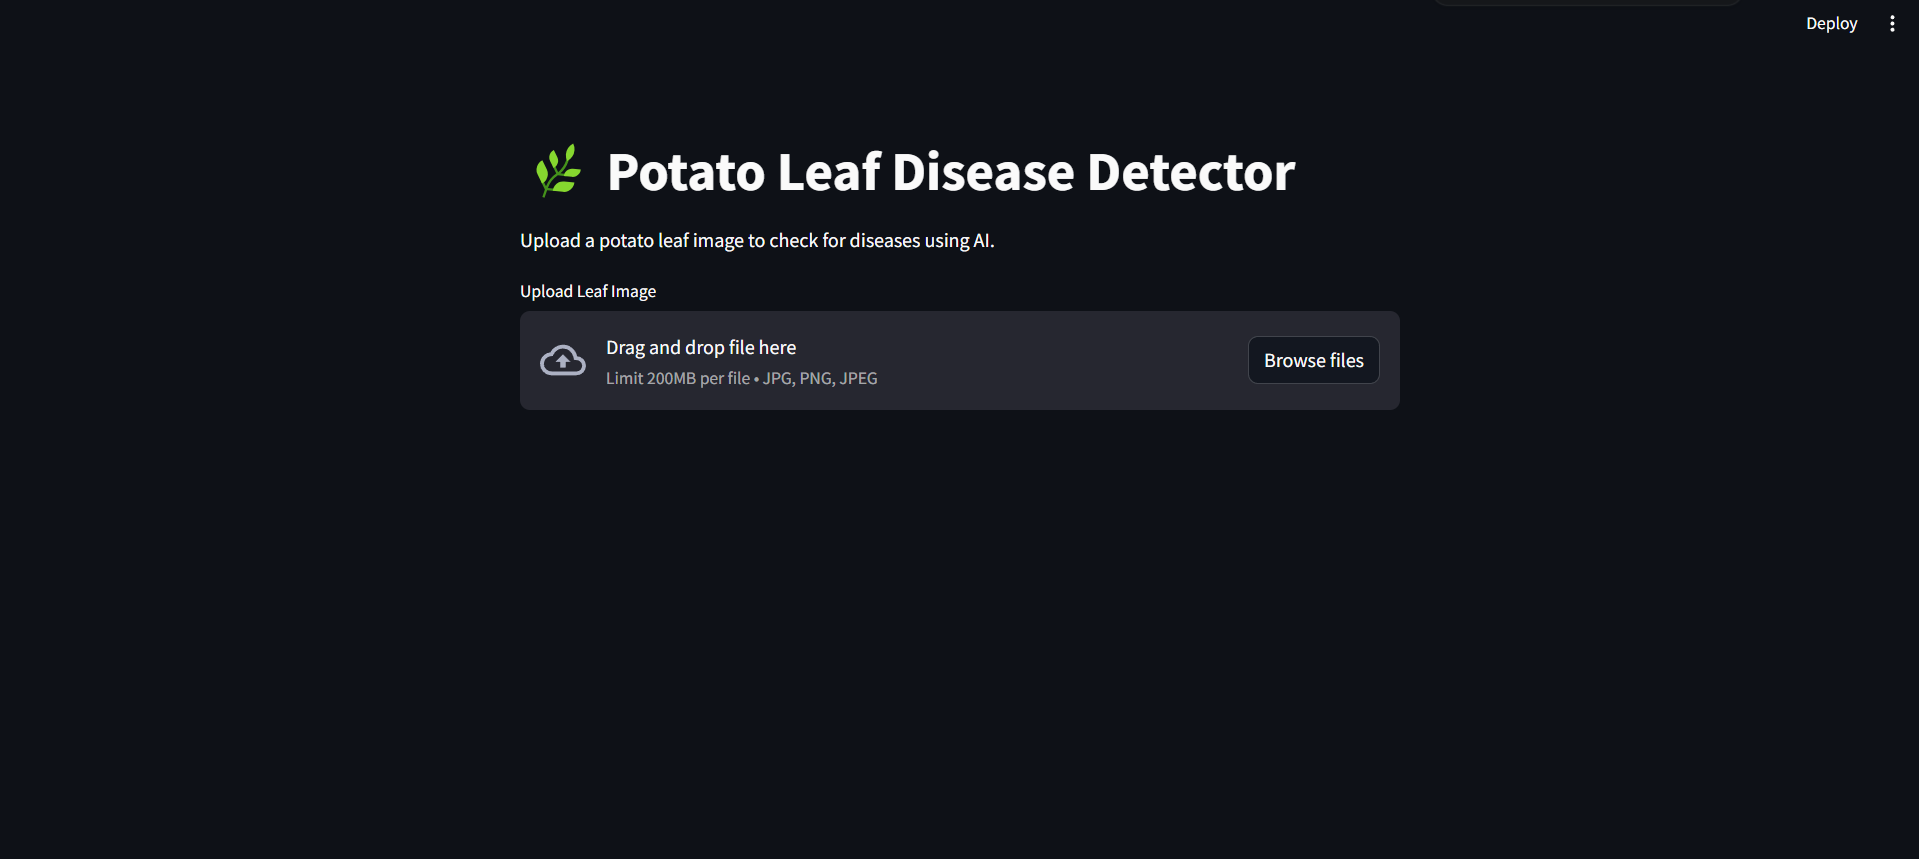 Deploy
Potato Leaf Disease Detector
Upload a potato leaf image to check for diseases using AI.
Upload Leaf Image
Drag and drop file here
Limit 200MB per file • JPG, PNG, JPEG
Browse files